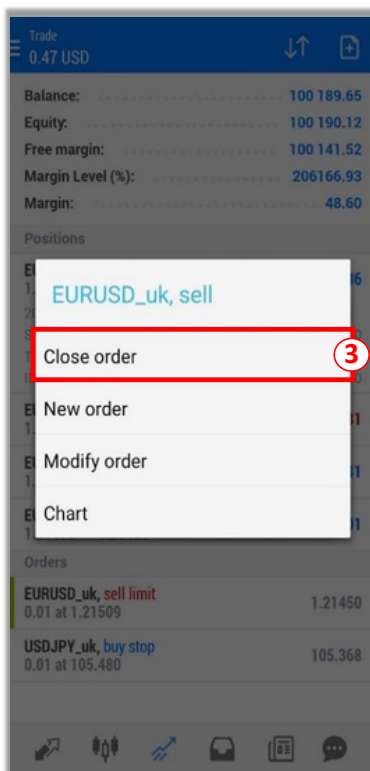 Trade
0.47 USD
Balance: 100 189.65
Equity: 100 190.12
Free margin: 100 141.52
Margin Level (%): 206166.93
Margin: 48.60
Positions
EURUSD_uk, sell
Close order
3
New order
Modify order
Chart
Orders
EURUSD_uk, sell limit
0.01 at 1.21509
1.21450
USDJPY_uk, buy stop
0.01 at 105.480
105.368